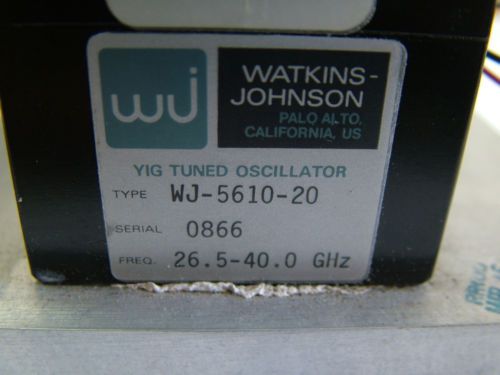 WJ
WATKINS-
JOHNSON
PALO ALTO,
CALIFORNIA, US
YIG TUNED OSCILLATOR
TYPE WJ-5610-20
SERIAL 0866
FREQ. 26.5-40.0 GHz